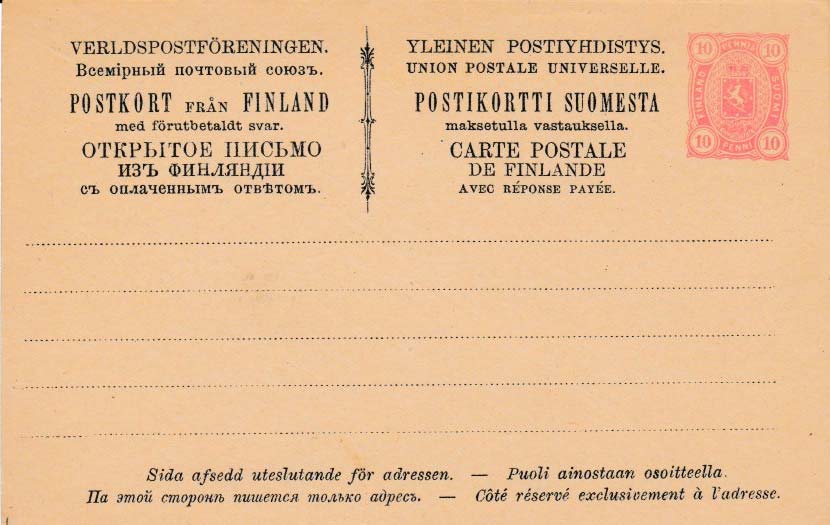 VERLDSPOSTFÖRENINGEN.
Всемірный почтовый союзъ.
POSTKORT FRÅN FINLAND
med förutbetaldt svar.
ОТКРЫТОЕ ПИСЬМО
ИЗЪ ФИНЛЯНДІИ
съ оплаченнымъ отвѣтомъ.
YLEINEN POSTIYHDISTYS.
UNION POSTALE UNIVERSELLE.
POSTIKORTTI SUOMESTA
maksetulla vastauksella.
CARTE POSTALE
DE FINLANDE
AVEC RÉPONSE PAYÉE.
10 PENNIÄ 10
FINLAND SUOMI
10 PENNI 10
Sida afsedd uteslutande för adressen. — Puoli ainostaan osoitteella.
Па этой сторонѣ пишется только адресъ. — Côté réservé exclusivement à l'adresse.